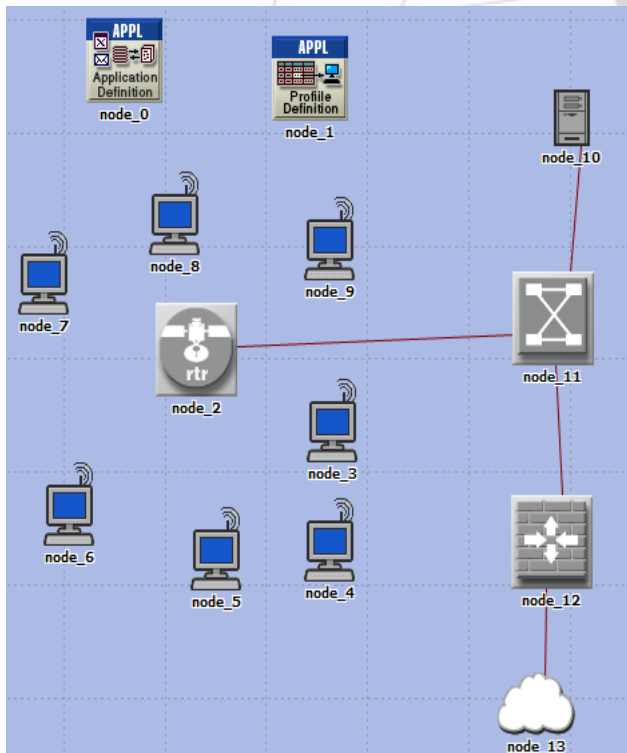 APPL
Application
Definition
node_0
APPL
Profile
Definition
node_1
node_10
node_8
node_9
node_7
node_11
rtr
node_2
node_3
node_6
node_5
node_4
node_12
node_13